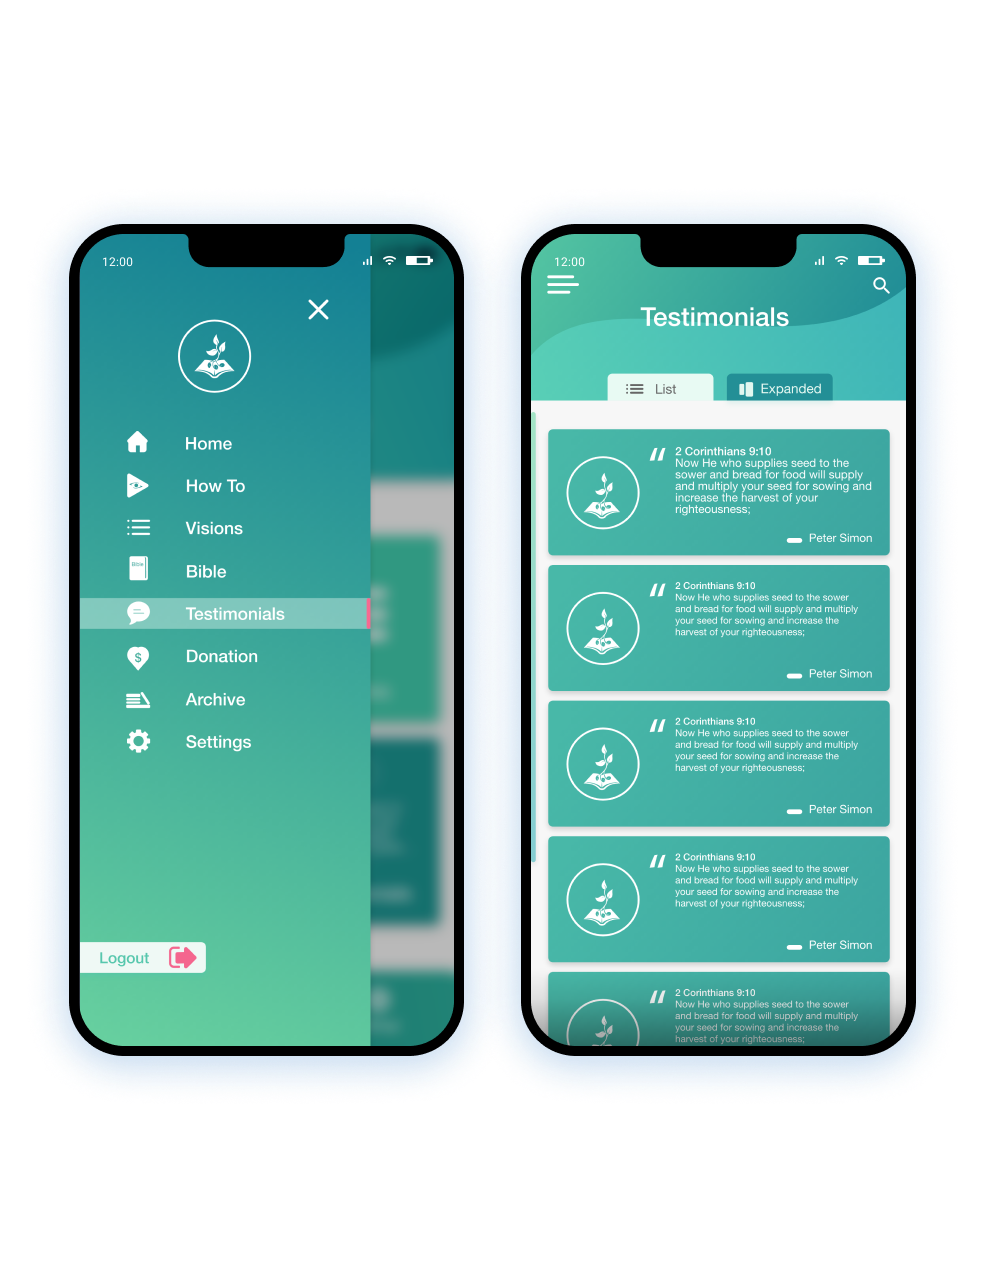 12:00
Home
How To
Visions
Bible
Bible
Testimonials
$
Donation
Archive
Settings
Logout
12:00
Testimonials
List
Expanded
“
2 Corinthians 9:10
Now He who supplies seed to the
sower and bread for food will supply
and multiply your seed for sowing and
increase the harvest of your
righteousness;
Peter Simon
“
2 Corinthians 9:10
Now He who supplies seed to the sower
and bread for food will supply and multiply
your seed for sowing and increase the
harvest of your righteousness;
Peter Simon
“
2 Corinthians 9:10
Now He who supplies seed to the sower
and bread for food will supply and multiply
your seed for sowing and increase the
harvest of your righteousness;
Peter Simon
“
2 Corinthians 9:10
Now He who supplies seed to the sower
and bread for food will supply and multiply
your seed for sowing and increase the
harvest of your righteousness;
Peter Simon
“
2 Corinthians 9:10
Now He who supplies seed to the sower
and bread for food will supply and multiply
your seed for sowing and increase the
harvest of your righteousness;